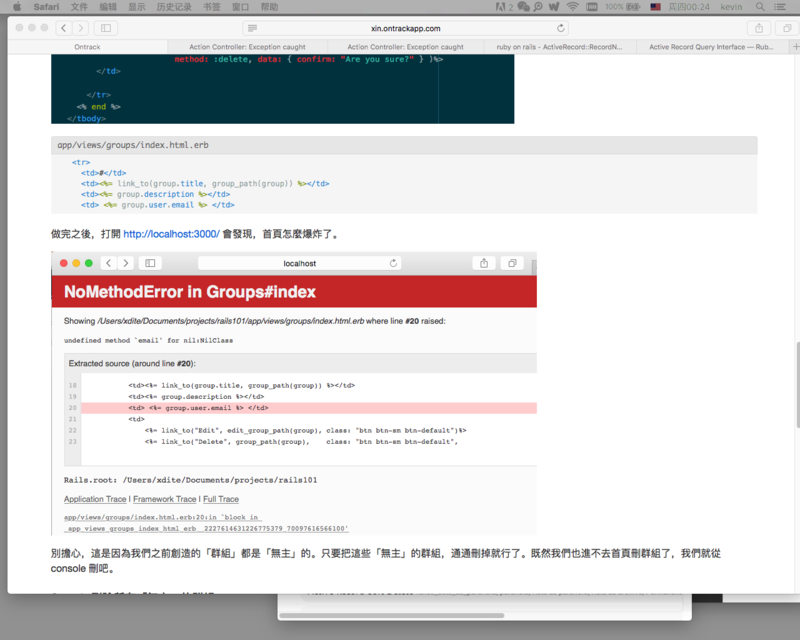 Safari 文件 编辑 显示 历史记录 书签 窗口 帮助 2 100% 周四00:24 kevin
xin.ontrackapp.com
Ontrack Action Controller: Exception caught Action Controller: Exception caught ruby on rails - ActiveRecord::RecordN... Active Record Query Interface — Rub...
method: :delete, data: { confirm: "Are you sure?" } )%>
</td>
</tr>
<% end %>
</tbody>
app/views/groups/index.html.erb
<tr>
<td>#</td>
<td><%= link_to(group.title, group_path(group)) %></td>
<td><%= group.description %></td>
<td> <%= group.user.email %> </td>
做完之後，打開 http://localhost:3000/ 會發現，首頁怎麼爆炸了。
localhost
NoMethodError in Groups#index
Showing /Users/xdite/Documents/projects/rails101/app/views/groups/index.html.erb where line #20 raised:
undefined method `email' for nil:NilClass
Extracted source (around line #20):
18 <td><%= link_to(group.title, group_path(group)) %></td>
19 <td><%= group.description %></td>
20 <td> <%= group.user.email %> </td>
21 <td>
22 <%= link_to("Edit", edit_group_path(group), class: "btn btn-sm btn-default")%>
23 <%= link_to("Delete", group_path(group), class: "btn btn-sm btn-default",
Rails.root: /Users/xdite/Documents/projects/rails101
Application Trace | Framework Trace | Full Trace
app/views/groups/index.html.erb:20:in `block in
_app_views_groups_index_html_erb__2227614631226775379_70097616566100'
別擔心，這是因為我們之前創造的「群組」都是「無主」的。只要把這些「無主」的群組，通通刪掉就行了。既然我們也進不去首頁刪群組了，我們就從
console 刪吧。